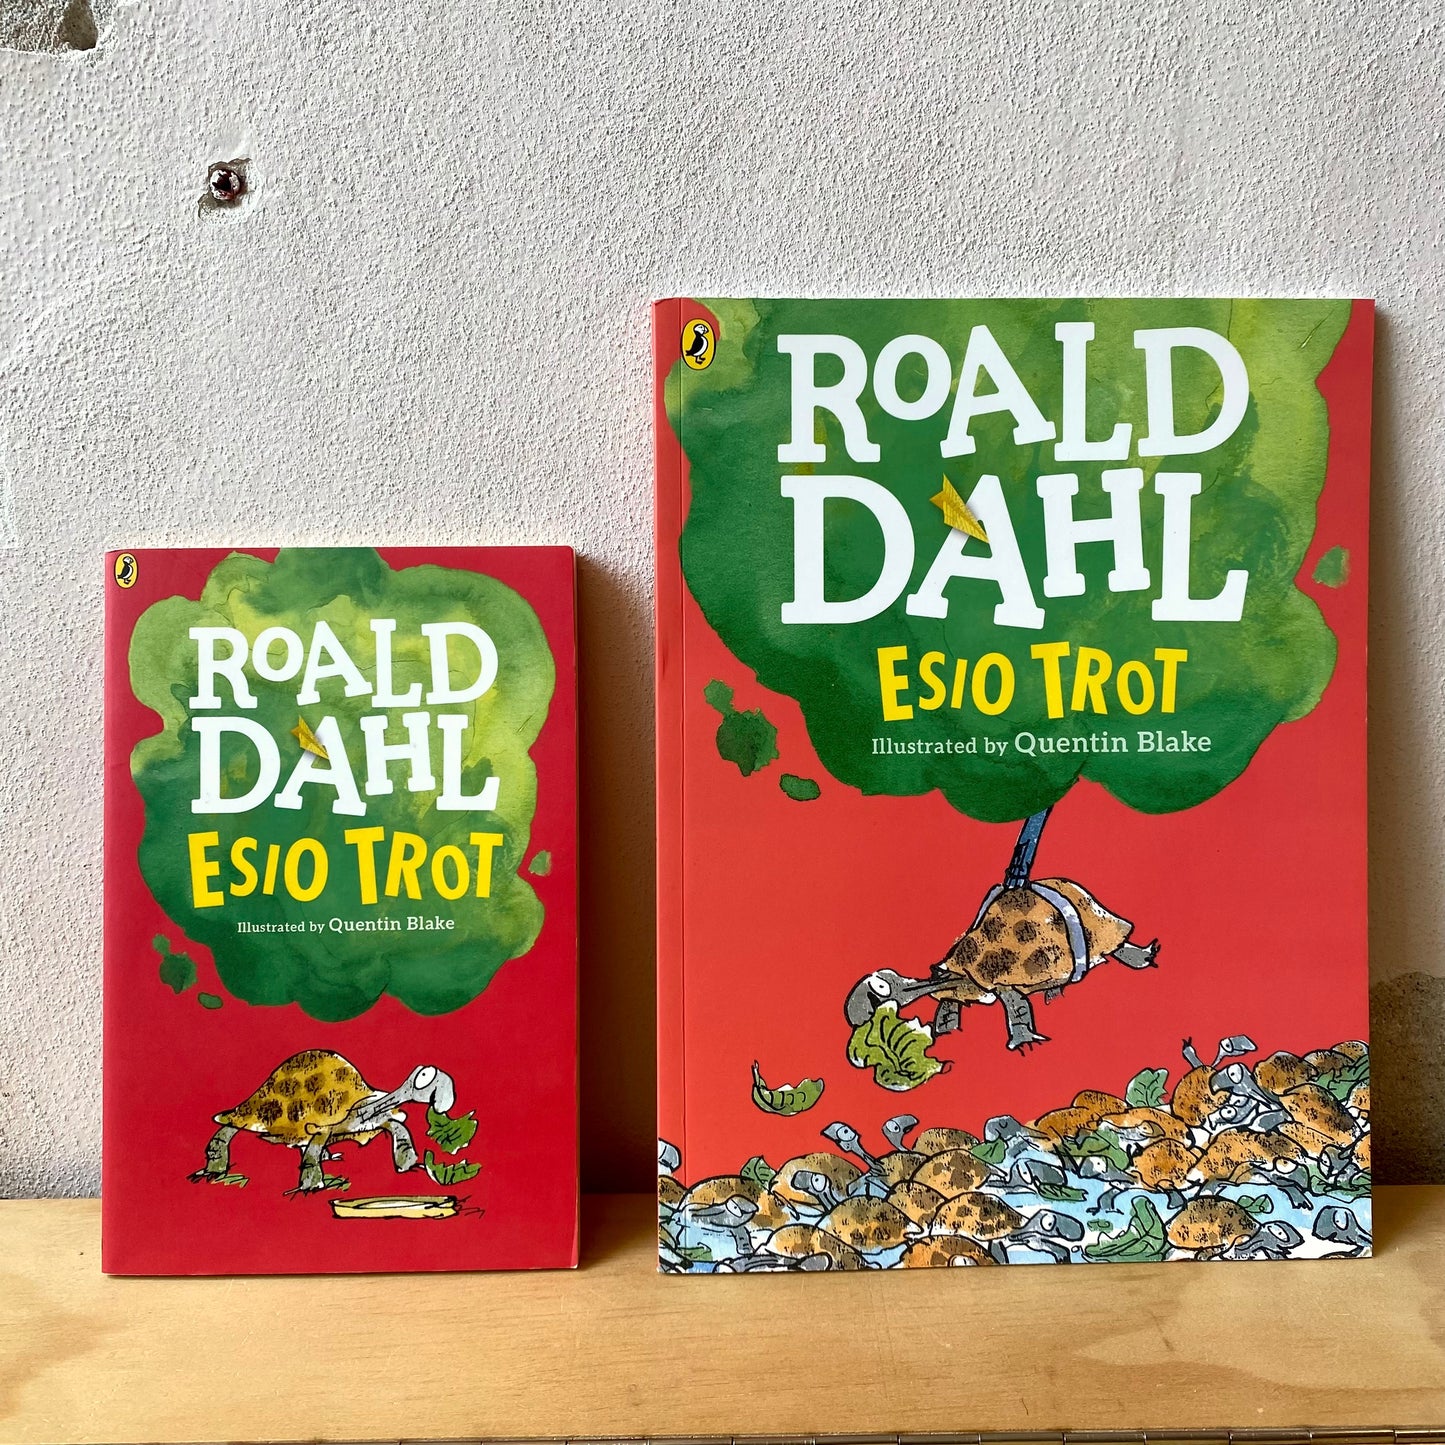 ROALD
DAHL
ESIO TROT
Illustrated by Quentin Blake
ROALD
DAHL
ESIO TROT
Illustrated by Quentin Blake